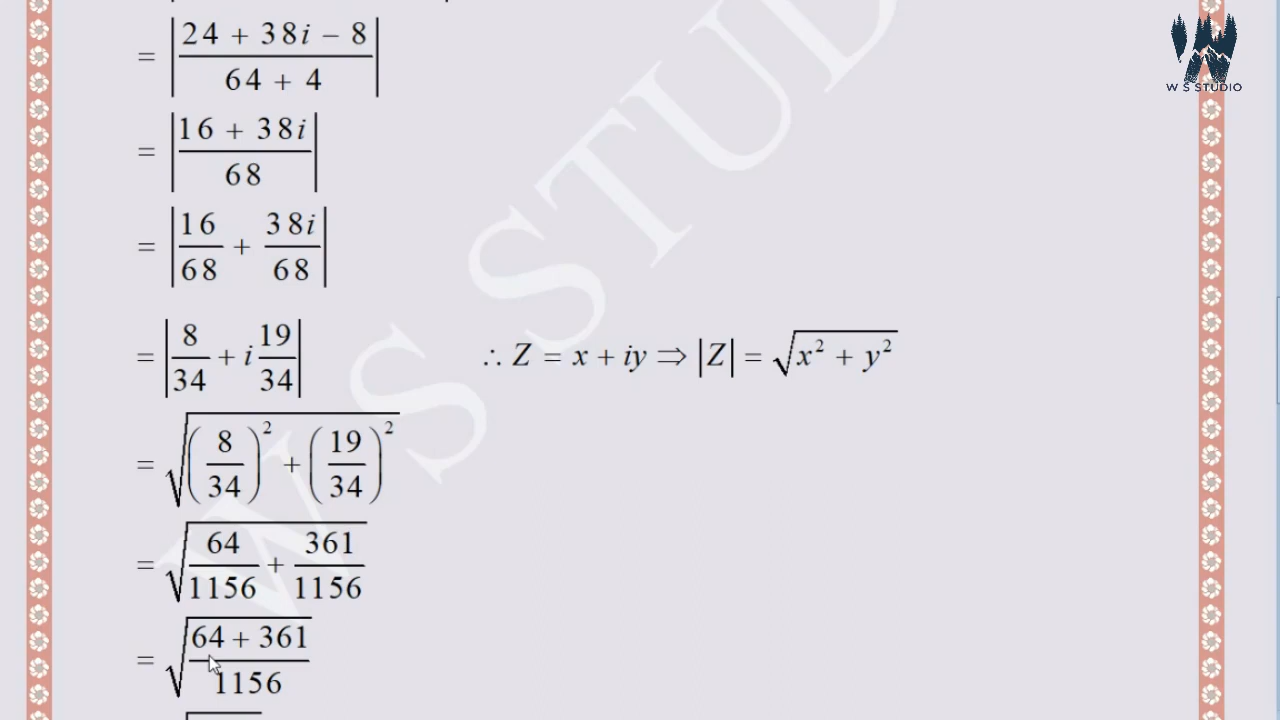 = |(24 + 38i − 8)/(64 + 4)|
= |(16 + 38i)/68|
= |16/68 + 38i/68|
= |8/34 + i 19/34| ∴ Z = x + iy ⇒ |Z| = √(x² + y²)
= √((8/34)² + (19/34)²)
= √(64/1156 + 361/1156)
= √((64 + 361)/1156)
W S STUDIO
W S STUD